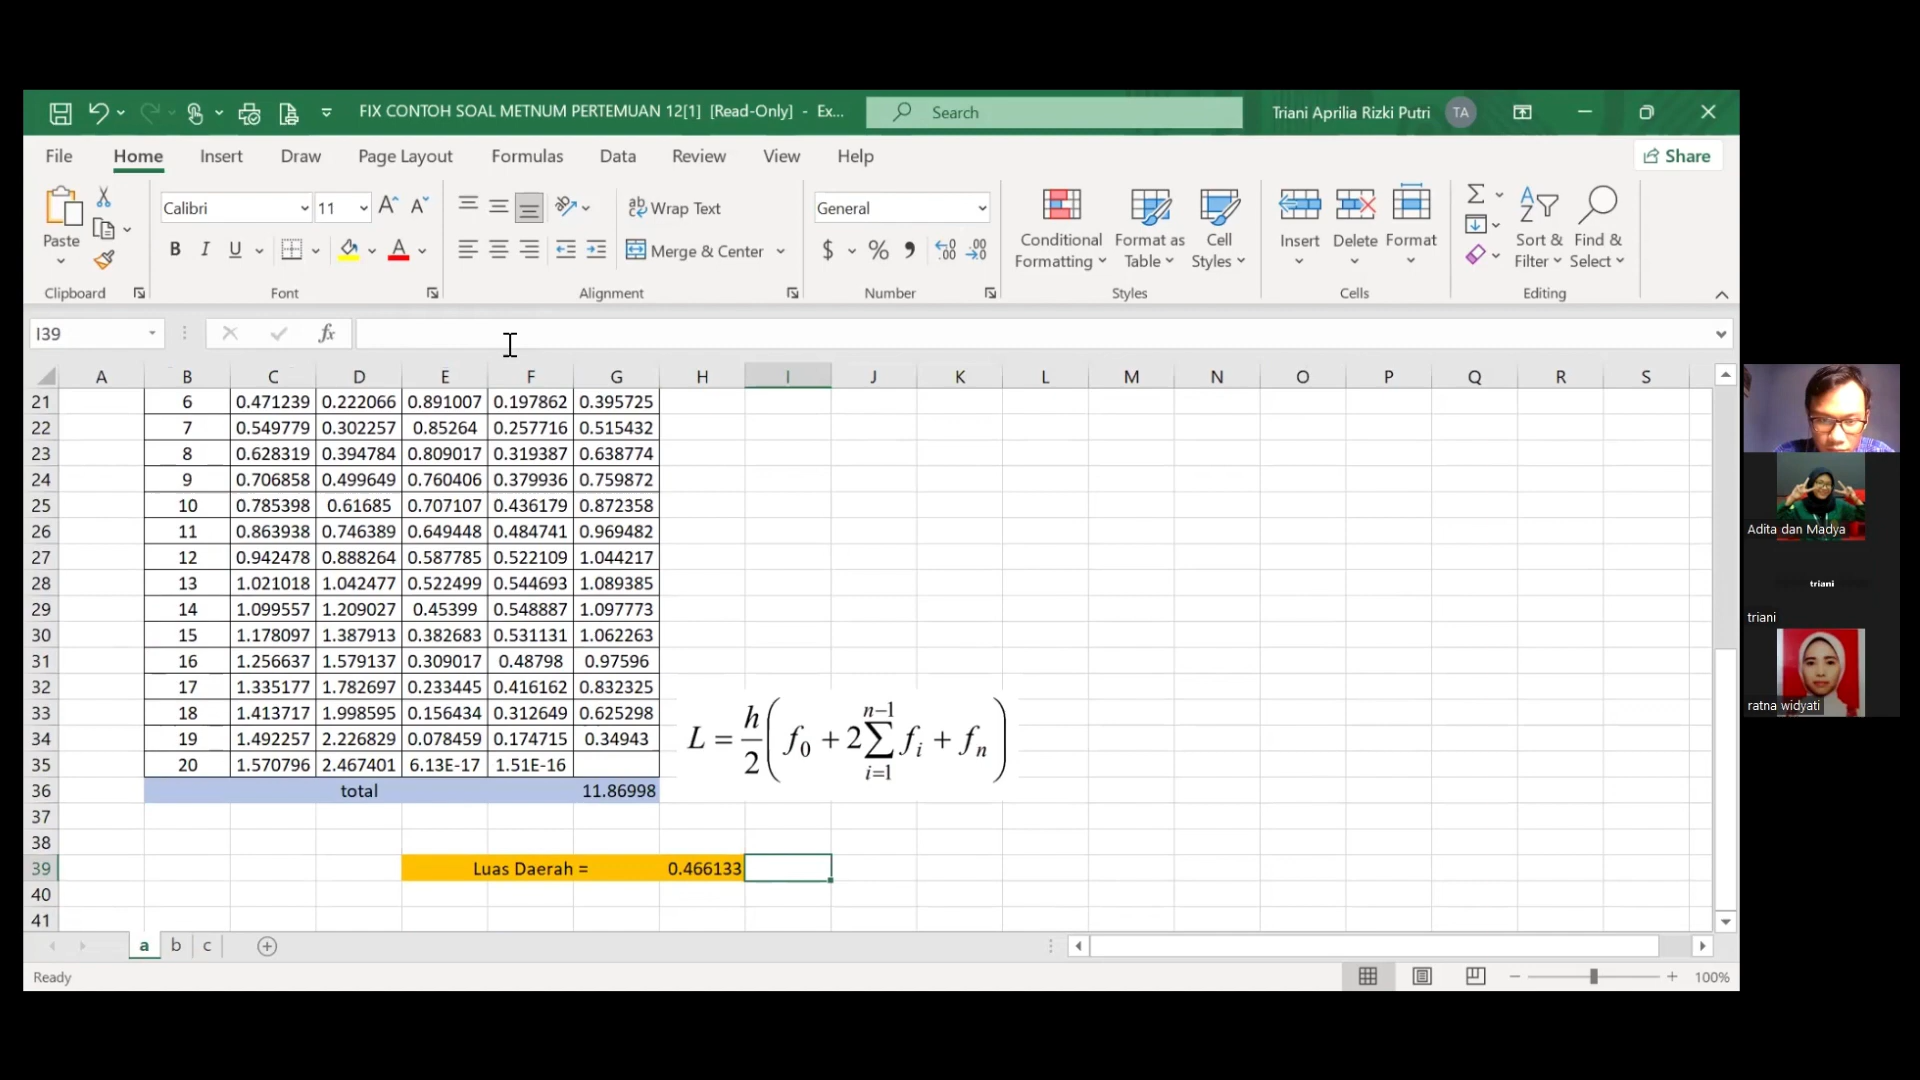 FIX CONTOH SOAL METNUM PERTEMUAN 12[1] [Read-Only] - Ex...
Search
Triani Aprilia Rizki Putri TA
File Home Insert Draw Page Layout Formulas Data Review View Help Share
Calibri 11 Wrap Text General
Paste B I U Merge & Center $ % Conditional Formatting Format as Table Cell Styles Insert Delete Format Sort & Filter Find & Select
Clipboard Font Alignment Number Styles Cells Editing
I39 fx
A B C D E F G H I J K L M N O P Q R S
21 6 0.471239 0.222066 0.891007 0.197862 0.395725
22 7 0.549779 0.302257 0.85264 0.257716 0.515432
23 8 0.628319 0.394784 0.809017 0.319387 0.638774
24 9 0.706858 0.499649 0.760406 0.379936 0.759872
25 10 0.785398 0.61685 0.707107 0.436179 0.872358
26 11 0.863938 0.746389 0.649448 0.484741 0.969482
27 12 0.942478 0.888264 0.587785 0.522109 1.044217
28 13 1.021018 1.042477 0.522499 0.544693 1.089385
29 14 1.099557 1.209027 0.45399 0.548887 1.097773
30 15 1.178097 1.387913 0.382683 0.531131 1.062263
31 16 1.256637 1.579137 0.309017 0.48798 0.97596
32 17 1.335177 1.782697 0.233445 0.416162 0.832325
33 18 1.413717 1.998595 0.156434 0.312649 0.625298
34 19 1.492257 2.226829 0.078459 0.174715 0.34943
35 20 1.570796 2.467401 6.13E-17 1.51E-16
36 total 11.86998
L = h/2 ( f0 + 2 ∑ i=1 n−1 fi + fn )
37
38
39 Luas Daerah = 0.466133
40
41
a b c
Ready 100%
Adita dan Madya
triani
triani
ratna widyati